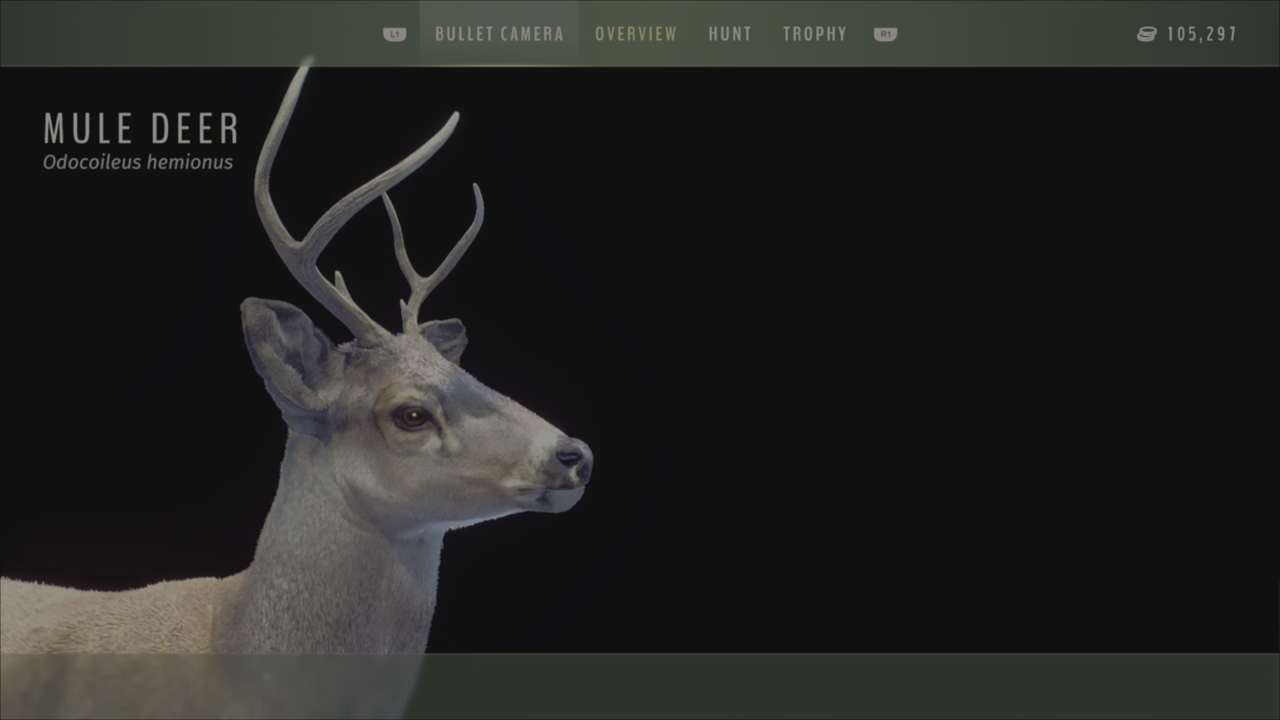 L1 BULLET CAMERA OVERVIEW HUNT TROPHY R1 105,297
MULE DEER
Odocoileus hemionus